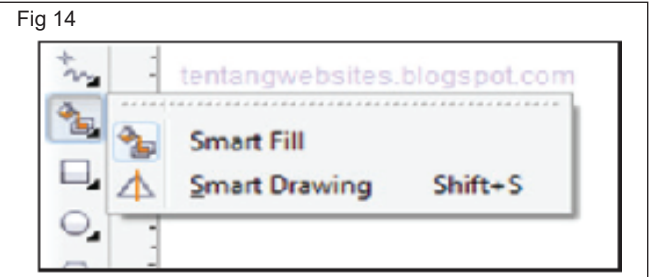 Fig 14
tentangwebsites.blogspot.com
Smart Fill
Smart Drawing Shift+S